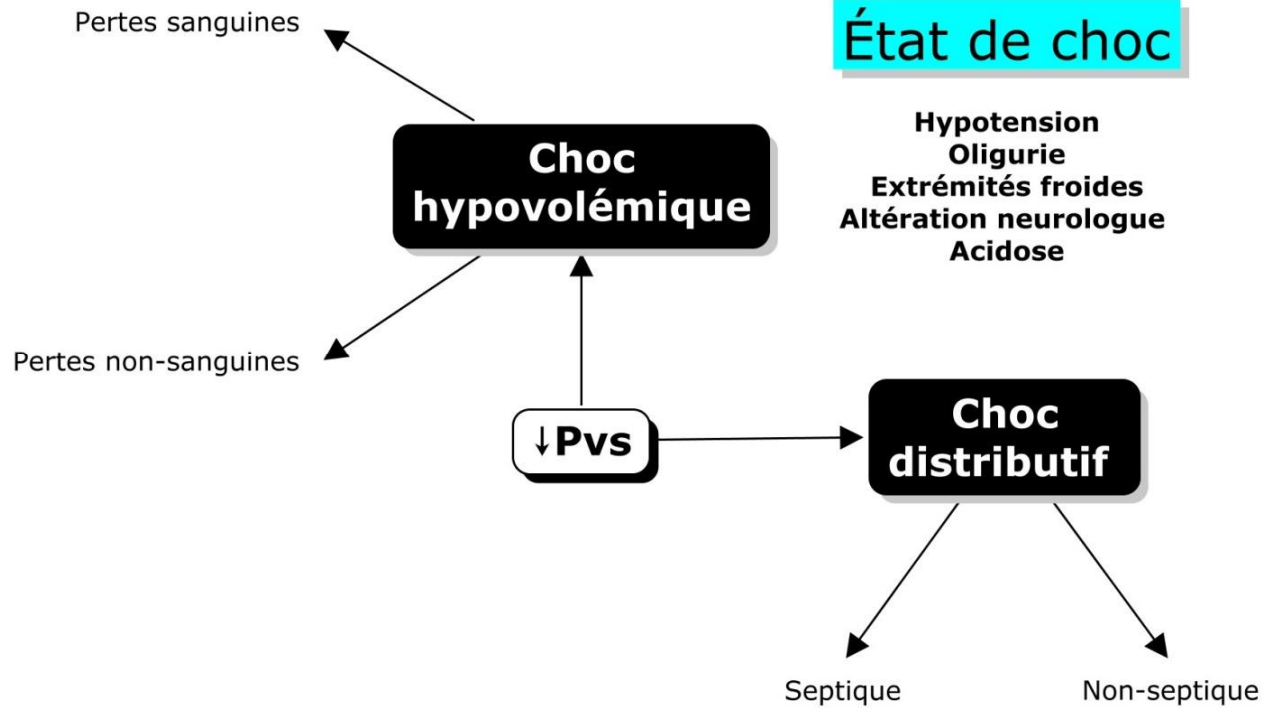 Pertes sanguines
État de choc
Hypotension
Oligurie
Extrémités froides
Altération neurologue
Acidose
Choc
hypovolémique
Pertes non-sanguines
↓Pvs
Choc
distributif
Septique
Non-septique